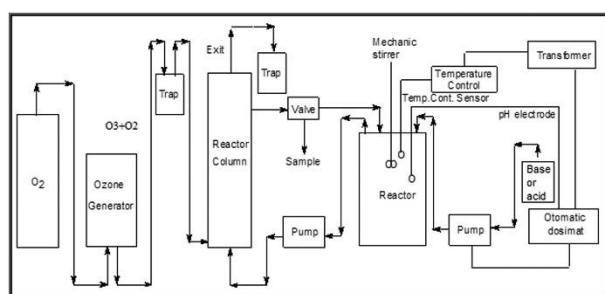 O2
O3+O2
Ozone
Generator
Trap
Exit
Reactor
Column
Trap
Valve
Sample
Pump
Mechanic
stirrer
Temp.Cont. Sensor
Temperature
Control
Transformer
pH electrode
Reactor
Pump
Base
or
acid
Otomatic
dosimat